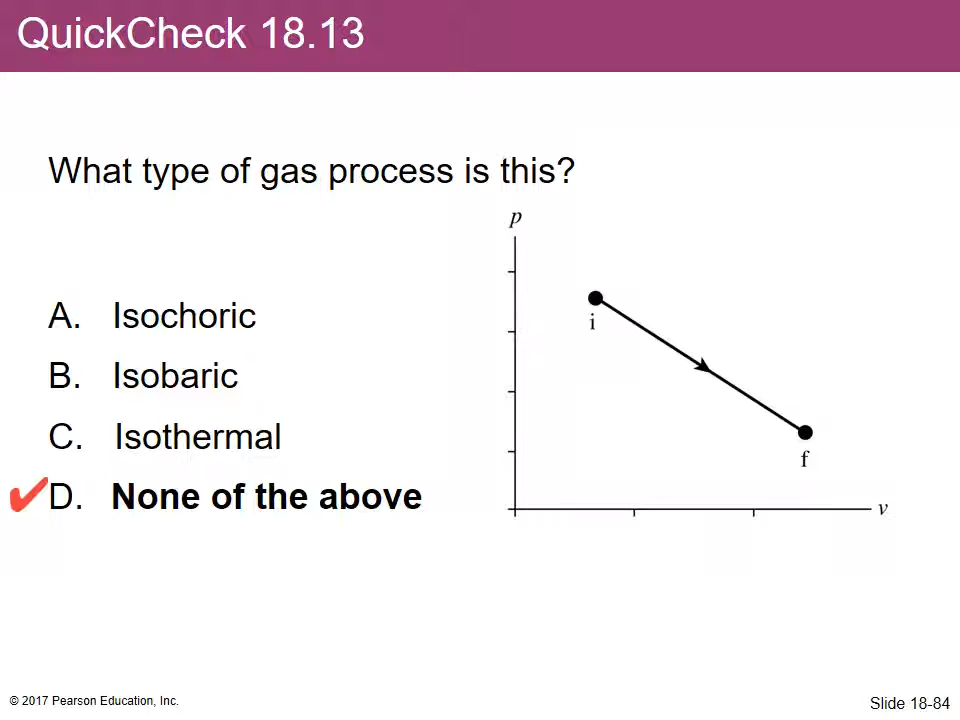 QuickCheck 18.13
What type of gas process is this?
A. Isochoric
B. Isobaric
C. Isothermal
✔D. None of the above
p
i
f
v
© 2017 Pearson Education, Inc.
Slide 18-84